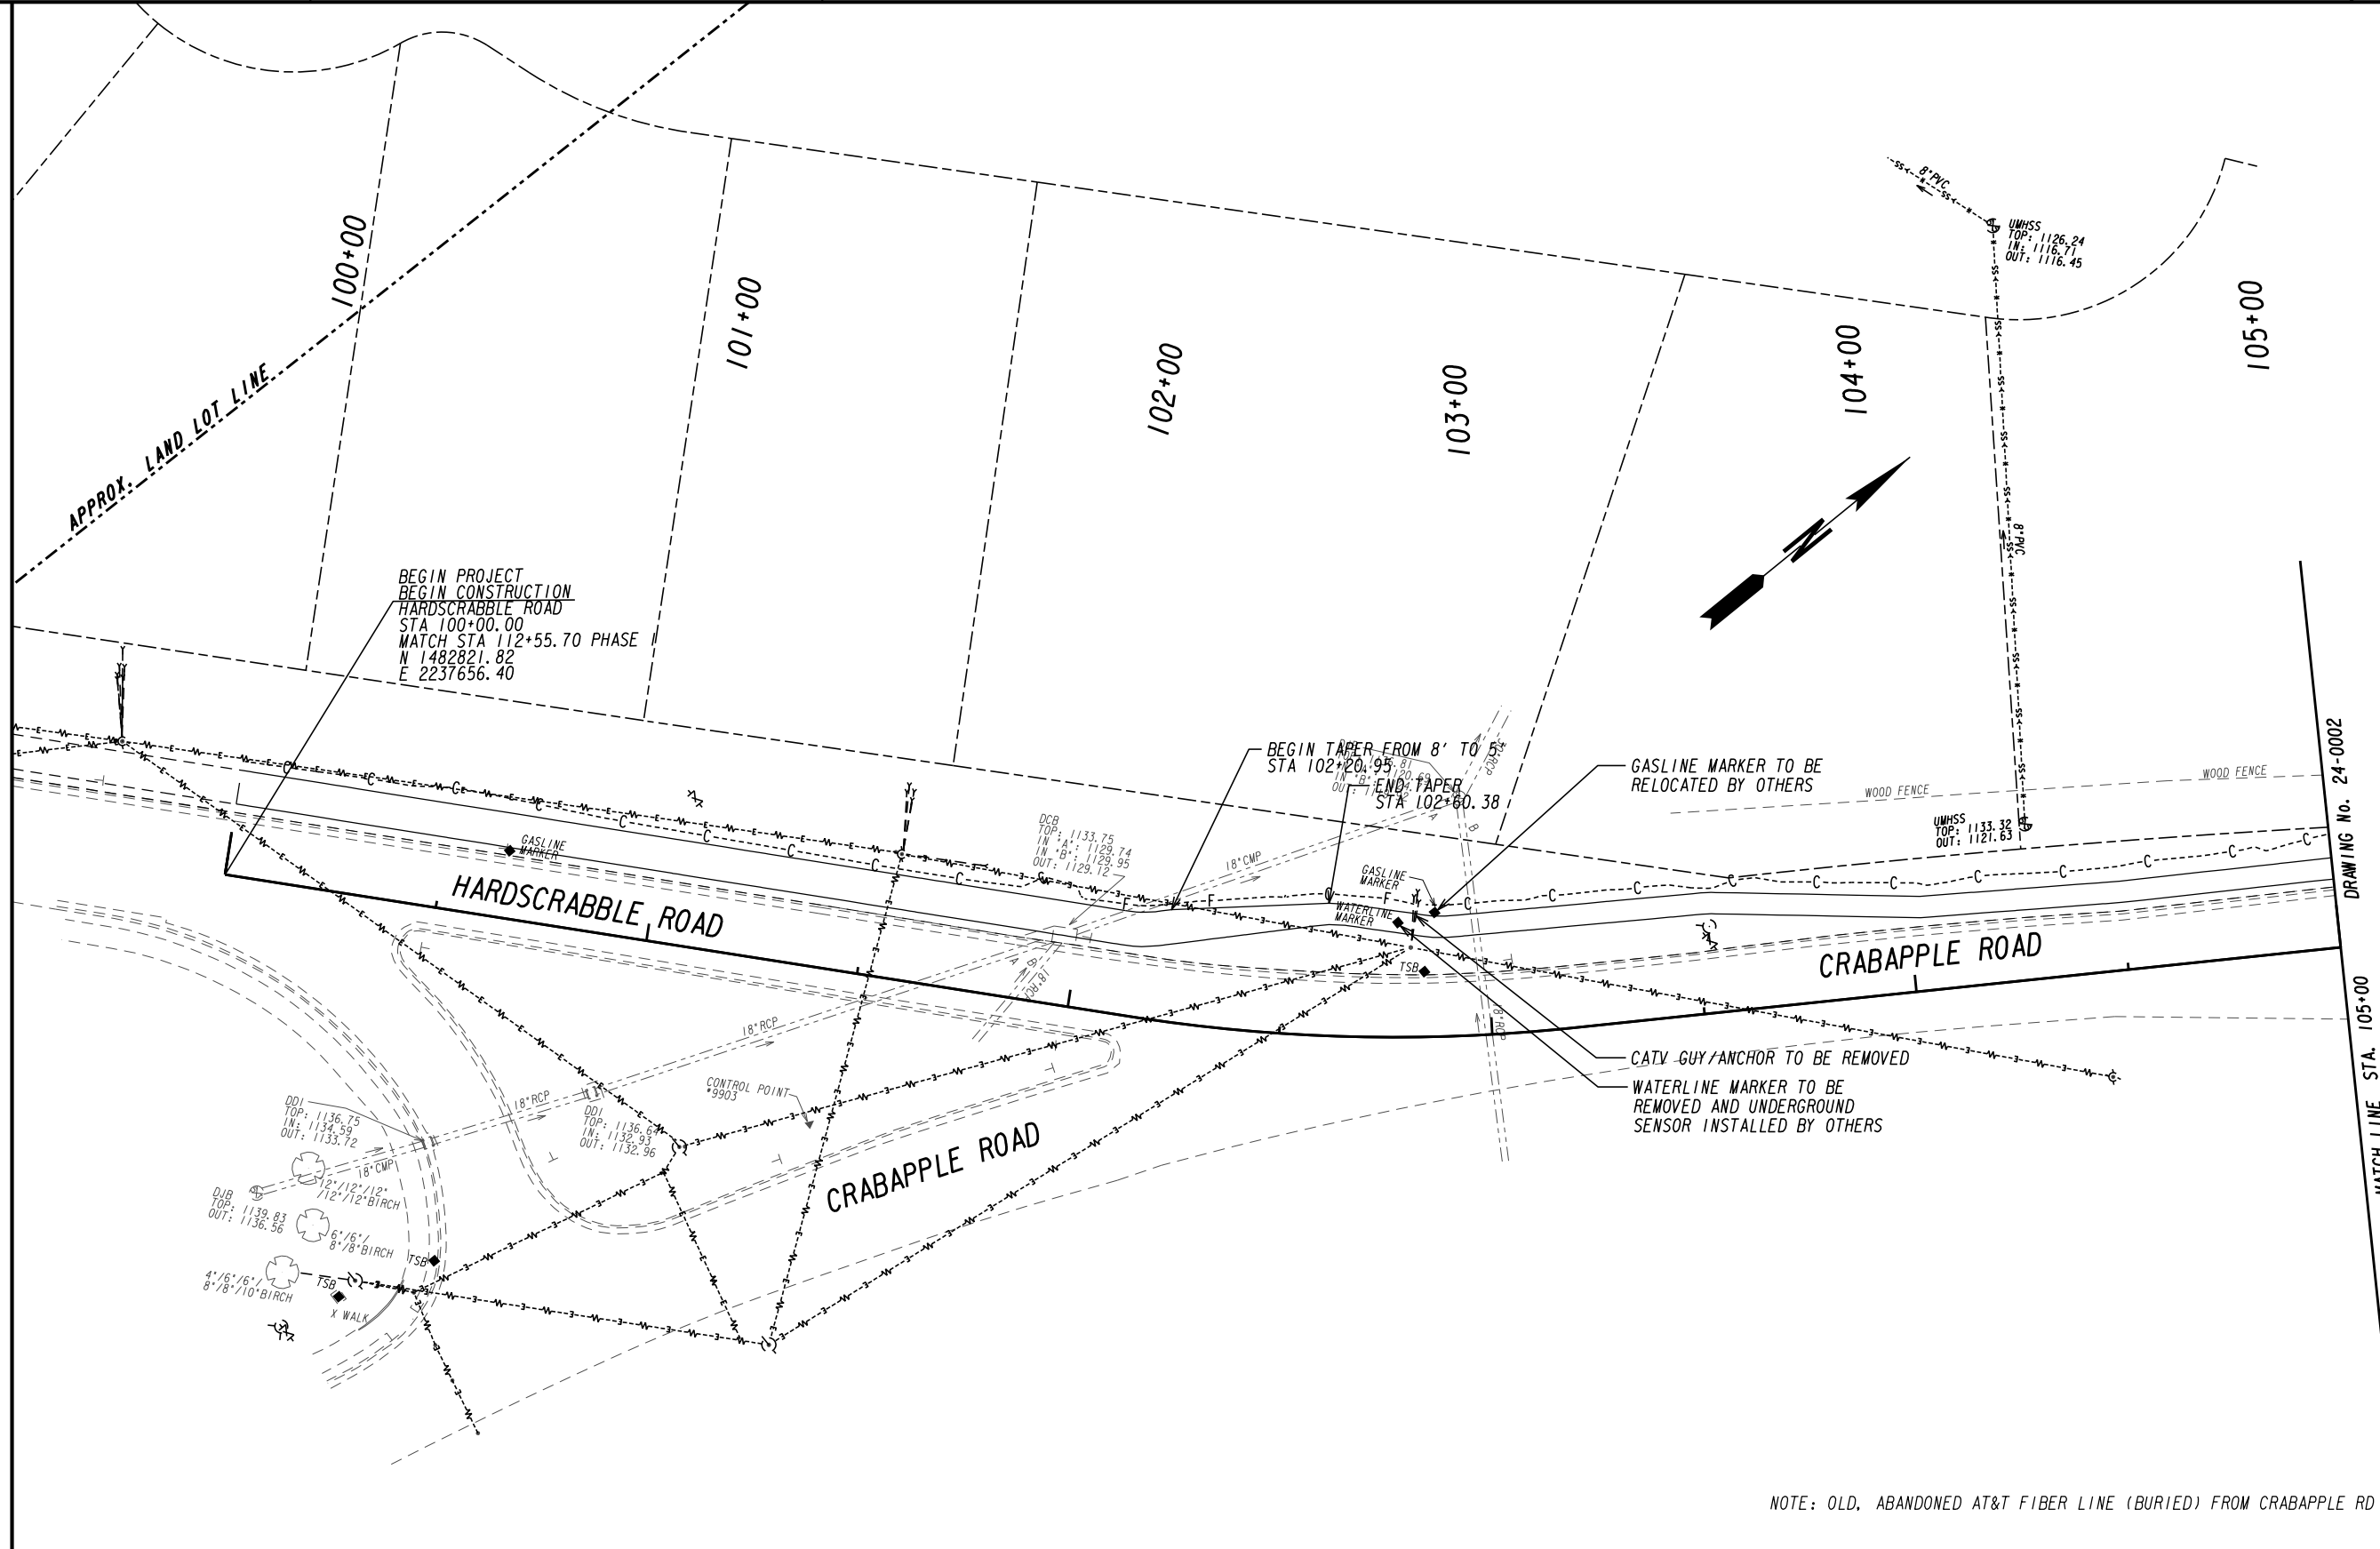 8"PVC
UMHSS
TOP: 1126.24
IN: 1116.71
OUT: 1116.45
100+00
101+00
102+00
103+00
104+00
105+00
APPROX. LAND LOT LINE
8"PVC
BEGIN PROJECT
BEGIN CONSTRUCTION
HARDSCRABBLE ROAD
STA 100+00.00
MATCH STA 112+55.70 PHASE I
N 1482821.82
E 2237656.40
BEGIN TAPER FROM 8' TO 5'
STA 102+20.95
END TAPER
STA 102+60.38
GASLINE MARKER TO BE
RELOCATED BY OTHERS
WOOD FENCE
WOOD FENCE
UMHSS
TOP: 1133.32
OUT: 1121.63
DRAWING No. 24-0002
GASLINE
MARKER
DCB
TOP: 1133.75
IN "A": 1129.74
IN "B": 1129.95
OUT: 1129.12
18"CMP
GASLINE
MARKER
WATERLINE
MARKER
A
B
HARDSCRABBLE ROAD
CRABAPPLE ROAD
TSB
A
B
18"RCP
18"RCP
18"RCP
MATCH LINE STA. 105+00
CATV GUY/ANCHOR TO BE REMOVED
WATERLINE MARKER TO BE
REMOVED AND UNDERGROUND
SENSOR INSTALLED BY OTHERS
CONTROL POINT
18"RCP
DDI
TOP: 1136.75
IN: 1134.59
OUT: 1133.72
DDI
TOP: 1136.64
IN: 1132.93
OUT: 1132.96
CRABAPPLE ROAD
18"CMP
12"/12"/12"
/12"/12"BIRCH
DJB
TOP: 1139.83
OUT: 1136.56
6"/6"/
8"/8"BIRCH
TSB
4"/6"/6"/
8"/8"/10"BIRCH
TSB
X WALK
NOTE: OLD, ABANDONED AT&T FIBER LINE (BURIED) FROM CRABAPPLE RD